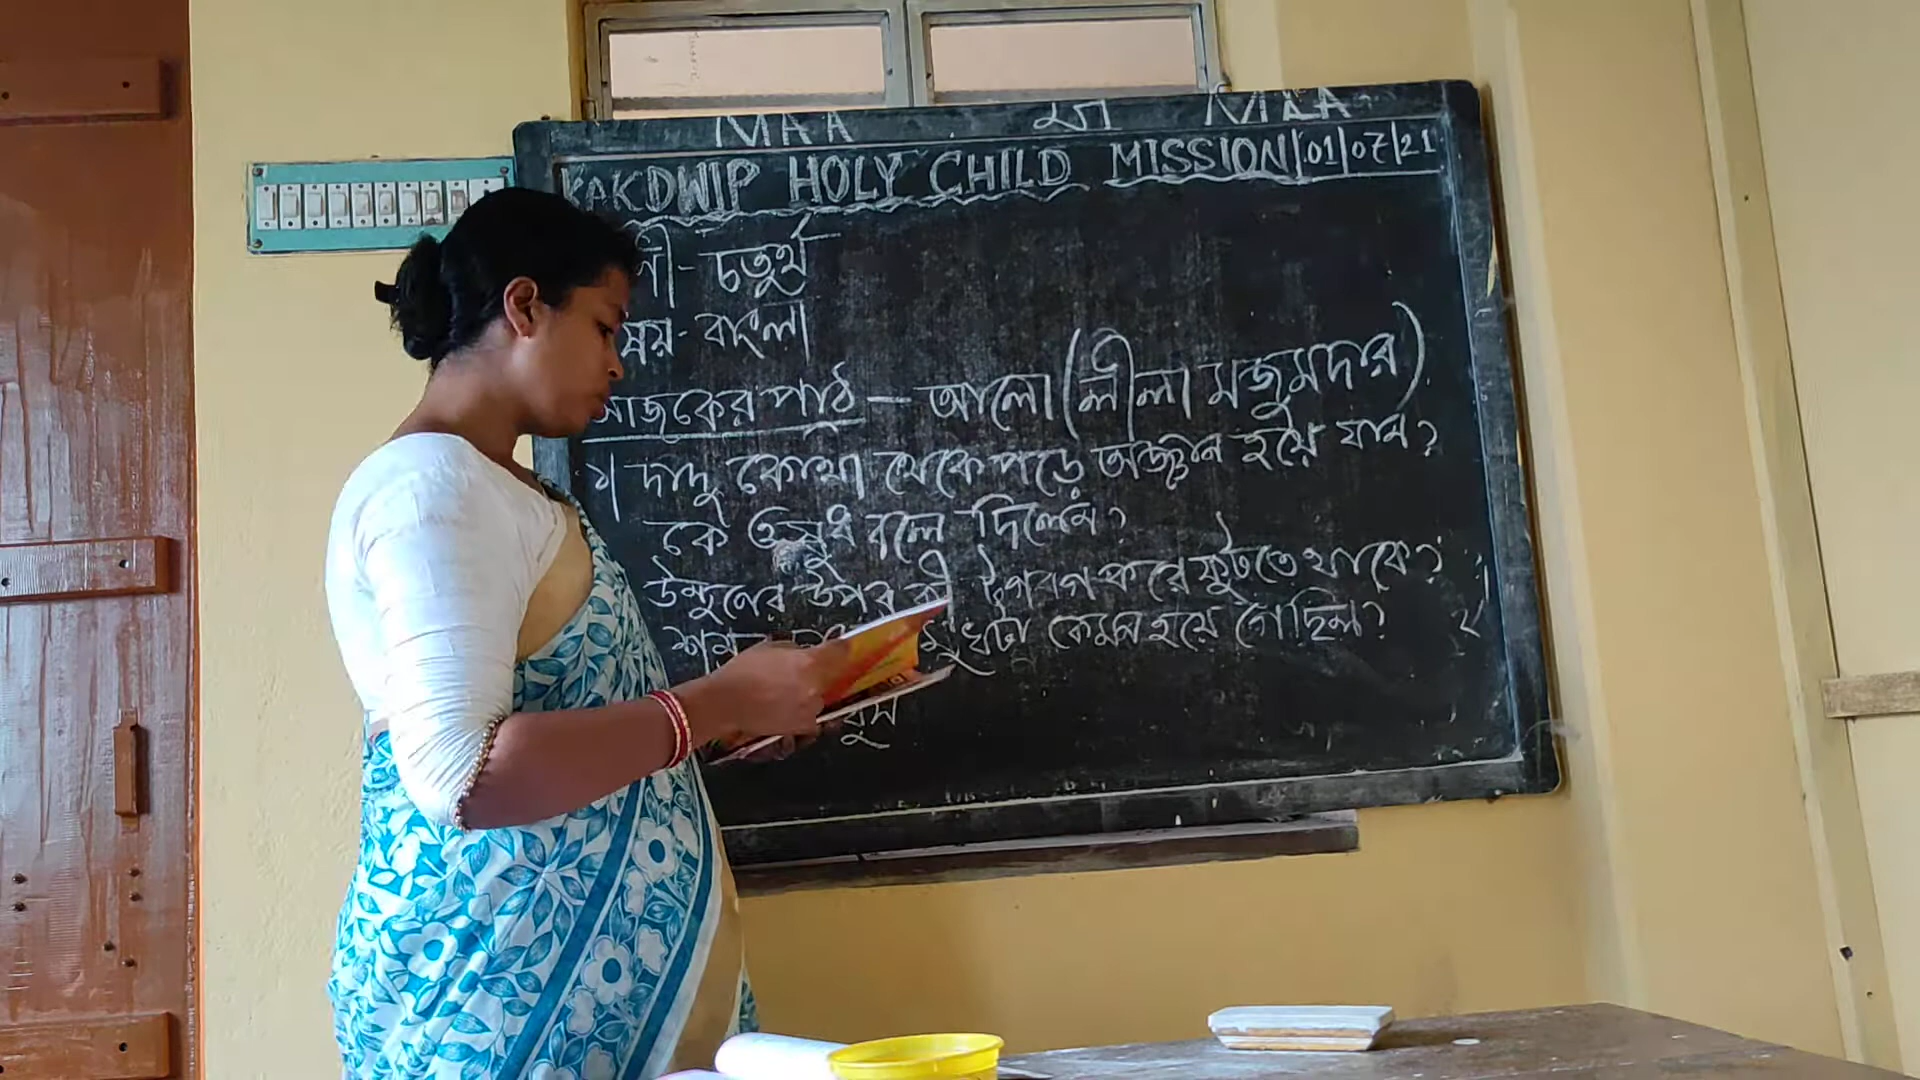 MAA মা MAA
KAKDWIP HOLY CHILD MISSION|01|07|21
ণী - চতুর্থ
ষয় - বাংলা
আজকের পাঠ — আলো (লীলা মজুমদার)
১| দাদু কোথা থেকে পড়ে অজ্ঞান হয়ে যান?
কে ওষুধ বলে দিলেন?
উনুনের উপর কী টগবগ করে ফুটতে থাকে?
মুখটা কেমন হয়ে গেছিল?